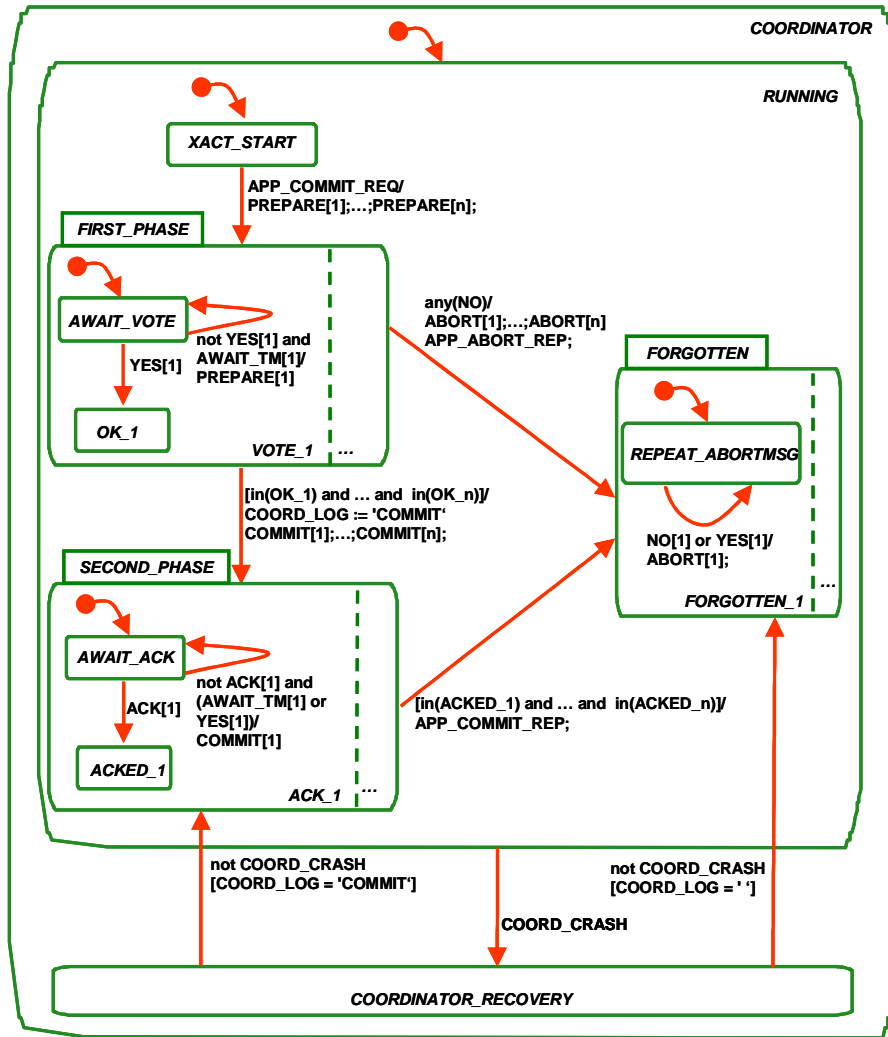 COORDINATOR
RUNNING
XACT_START
APP_COMMIT_REQ/
PREPARE[1];…;PREPARE[n];
FIRST_PHASE
AWAIT_VOTE
not YES[1] and
AWAIT_TM[1]/
PREPARE[1]
YES[1]
OK_1
VOTE_1
...
any(NO)/
ABORT[1];…;ABORT[n]
APP_ABORT_REP;
FORGOTTEN
REPEAT_ABORTMSG
NO[1] or YES[1]/
ABORT[1];
...
FORGOTTEN_1
[in(OK_1) and … and in(OK_n)]/
COORD_LOG := 'COMMIT‘
COMMIT[1];…;COMMIT[n];
SECOND_PHASE
AWAIT_ACK
not ACK[1] and
(AWAIT_TM[1] or
YES[1])/
COMMIT[1]
ACK[1]
ACKED_1
ACK_1
...
[in(ACKED_1) and … and in(ACKED_n)]/
APP_COMMIT_REP;
not COORD_CRASH
[COORD_LOG = 'COMMIT‘]
COORD_CRASH
not COORD_CRASH
[COORD_LOG = ' ‘]
COORDINATOR_RECOVERY